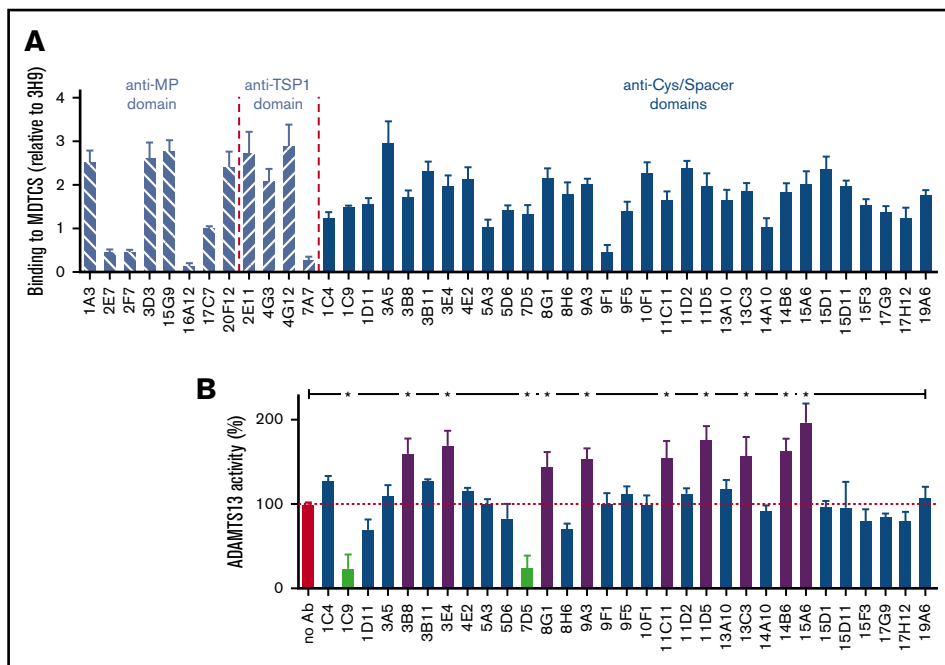 A
anti-MP
domain
anti-TSP1
domain
anti-Cys/Spacer
domains
Binding to MDTCS (relative to 3H9)
4
3
2
1
0
1A3 2E7 2F7 3D3 15G9 16A12 17C7 20F12 2E11 4G3 4G12 7A7 1C4 1C9 1D11 3A5 3B8 3B11 3E4 4E2 5A3 5D6 7D5 8G1 8H6 9A3 9F1 9F5 10F1 11C11 11D2 11D5 13A10 13C3 14A10 14B6 15A6 15D1 15D11 15F3 17G9 17H12 19A6
B
* * * * * * * * * * *
ADAMTS13 activity (%)
200
100
0
no Ab 1C4 1C9 1D11 3A5 3B8 3B11 3E4 4E2 5A3 5D6 7D5 8G1 8H6 9A3 9F1 9F5 10F1 11C11 11D2 11D5 13A10 13C3 14A10 14B6 15A6 15D1 15D11 15F3 17G9 17H12 19A6